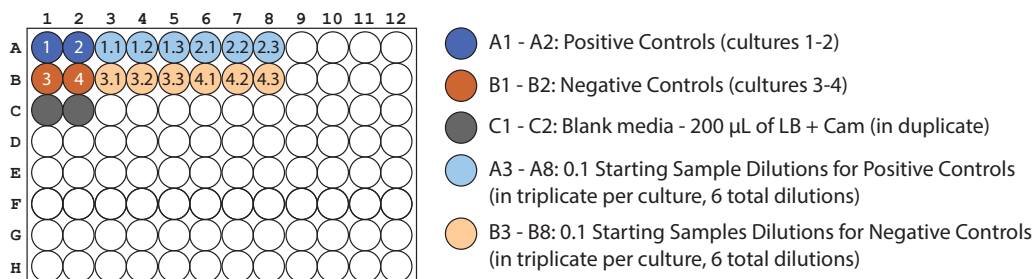 1 2 3 4 5 6 7 8 9 10 11 12
A 1 2 1.1 1.2 1.3 2.1 2.2 2.3
B 3 4 3.1 3.2 3.3 4.1 4.2 4.3
C
D
E
F
G
H
A1 - A2: Positive Controls (cultures 1-2)
B1 - B2: Negative Controls (cultures 3-4)
C1 - C2: Blank media - 200 µL of LB + Cam (in duplicate)
A3 - A8: 0.1 Starting Sample Dilutions for Positive Controls
(in triplicate per culture, 6 total dilutions)
B3 - B8: 0.1 Starting Samples Dilutions for Negative Controls
(in triplicate per culture, 6 total dilutions)